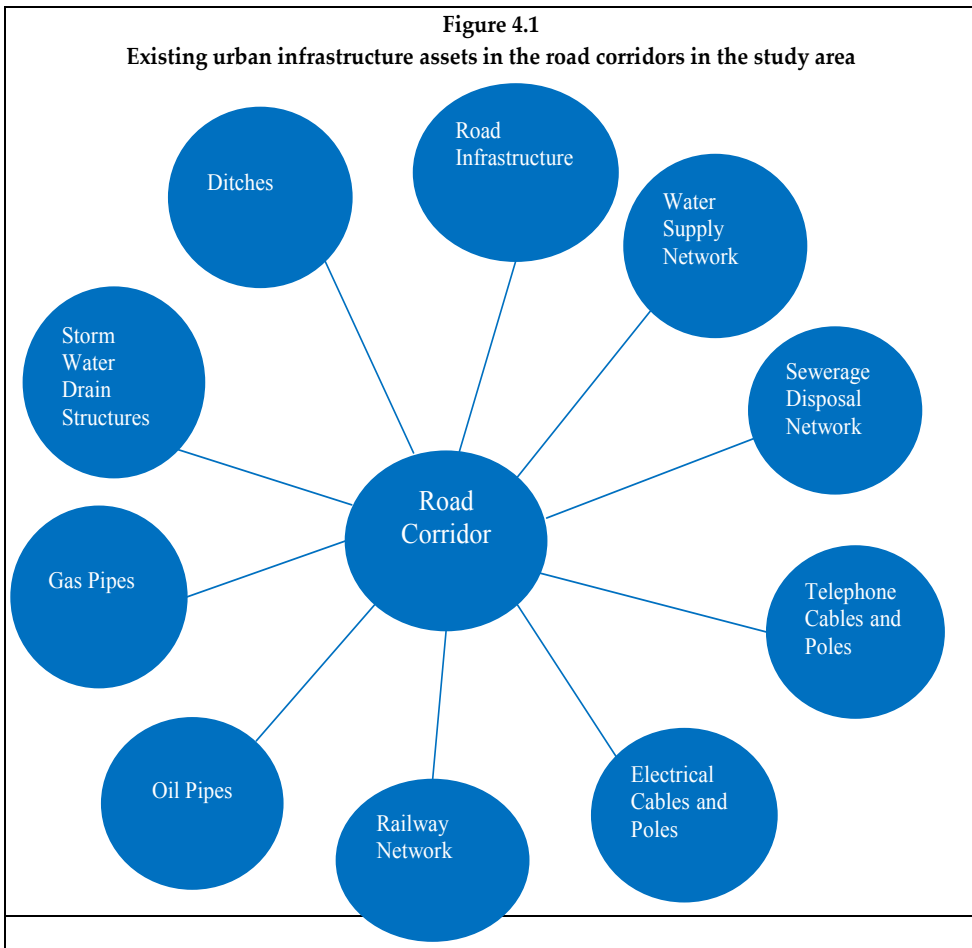 Figure 4.1
Existing urban infrastructure assets in the road corridors in the study area
Road
Infrastructure
Ditches
Water
Supply
Network
Storm
Water
Drain
Structures
Sewerage
Disposal
Network
Road
Corridor
Gas Pipes
Telephone
Cables and
Poles
Oil Pipes
Electrical
Cables and
Poles
Railway
Network